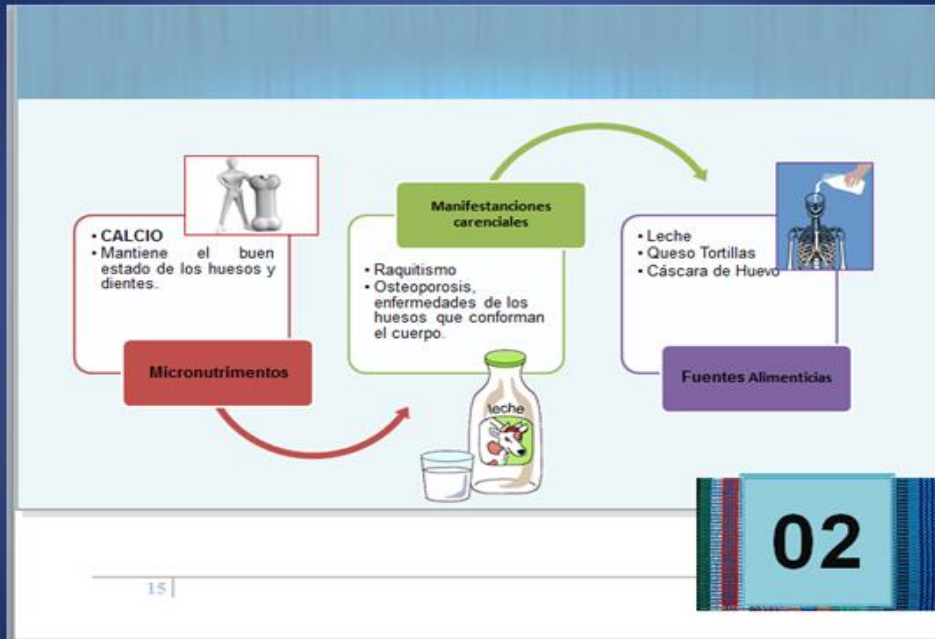 • CALCIO
• Mantiene el buen
estado de los huesos y
dientes.
Micronutrimentos
Manifestanciones
carenciales
• Raquitismo
• Osteoporosis,
enfermedades de los
huesos que conforman
el cuerpo.
leche
• Leche
• Queso Tortillas
• Cáscara de Huevo
Fuentes Alimenticias
02
15